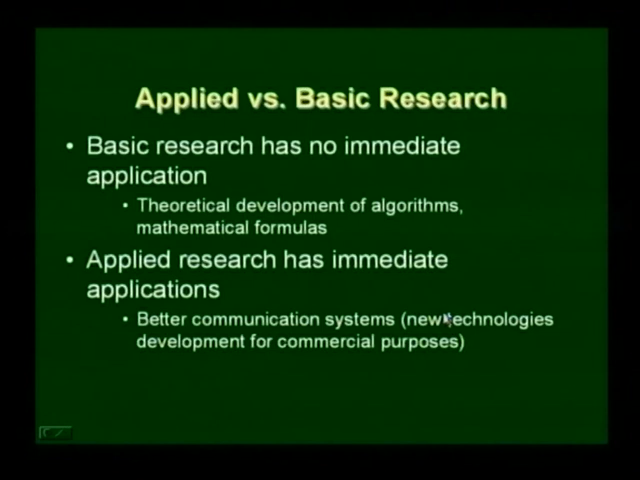 Applied vs. Basic Research
• Basic research has no immediate
application
• Theoretical development of algorithms,
mathematical formulas
• Applied research has immediate
applications
• Better communication systems (new technologies
development for commercial purposes)